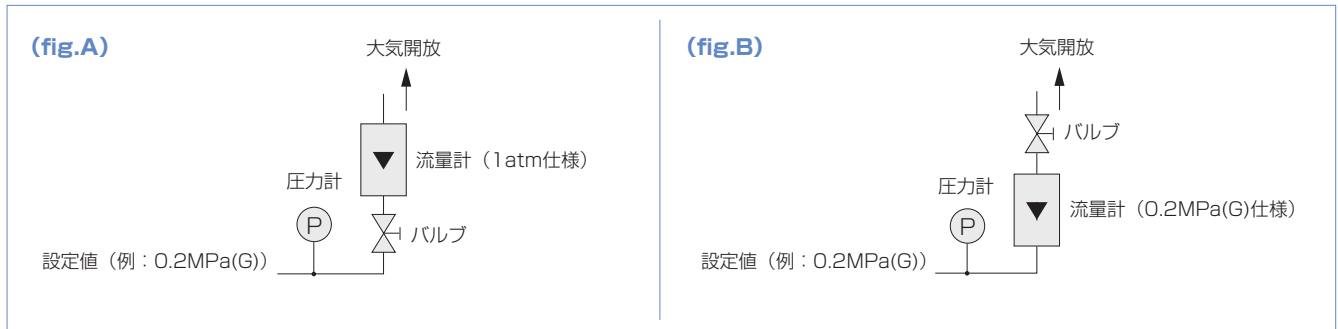 (fig.A)
大気開放
流量計（1atm仕様）
圧力計
P
バルブ
設定値（例：0.2MPa(G)）
(fig.B)
大気開放
バルブ
圧力計
P
流量計（0.2MPa(G)仕様）
設定値（例：0.2MPa(G)）